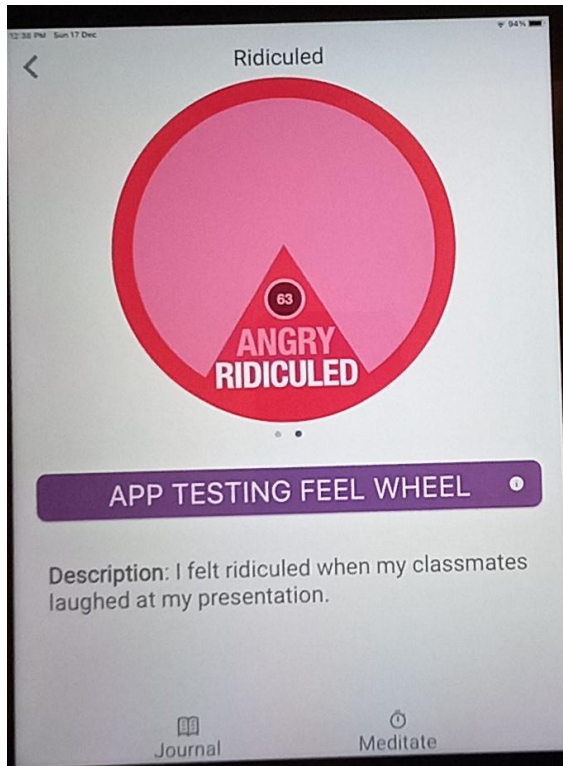 12:38 PM Sun 17 Dec
94%
Ridiculed
63
ANGRY
RIDICULED
APP TESTING FEEL WHEEL
Description: I felt ridiculed when my classmates
laughed at my presentation.
Journal
Meditate